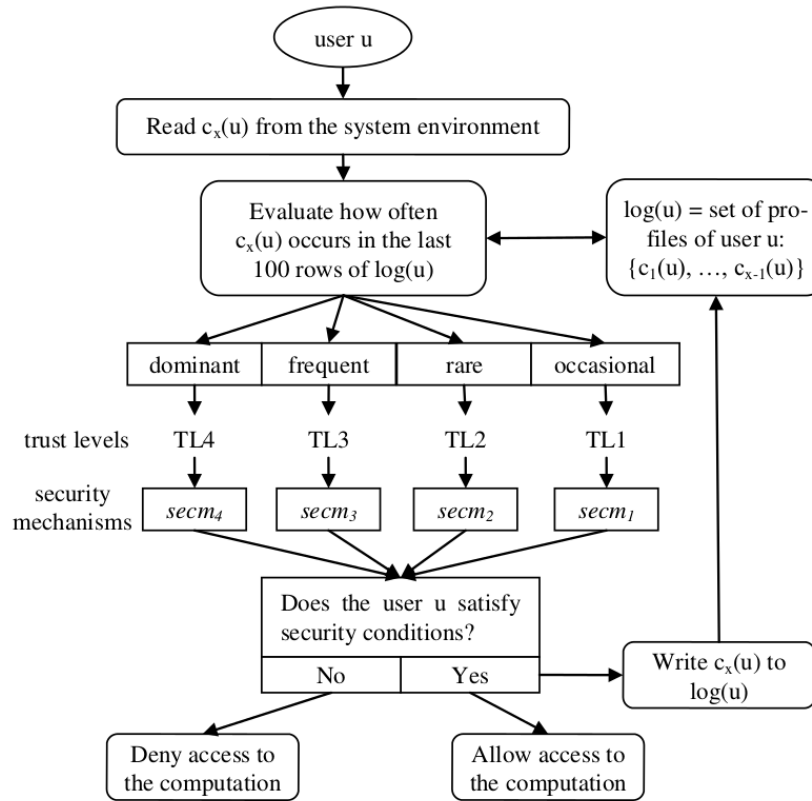 user u
Read cₓ(u) from the system environment
Evaluate how often
cₓ(u) occurs in the last
100 rows of log(u)
log(u) = set of pro-
files of user u:
{c₁(u), …, cₓ₋₁(u)}
dominant
frequent
rare
occasional
trust levels
TL4
TL3
TL2
TL1
security
mechanisms
secm₄
secm₃
secm₂
secm₁
Does the user u satisfy
security conditions?
No
Yes
Write cₓ(u) to
log(u)
Deny access to
the computation
Allow access to
the computation